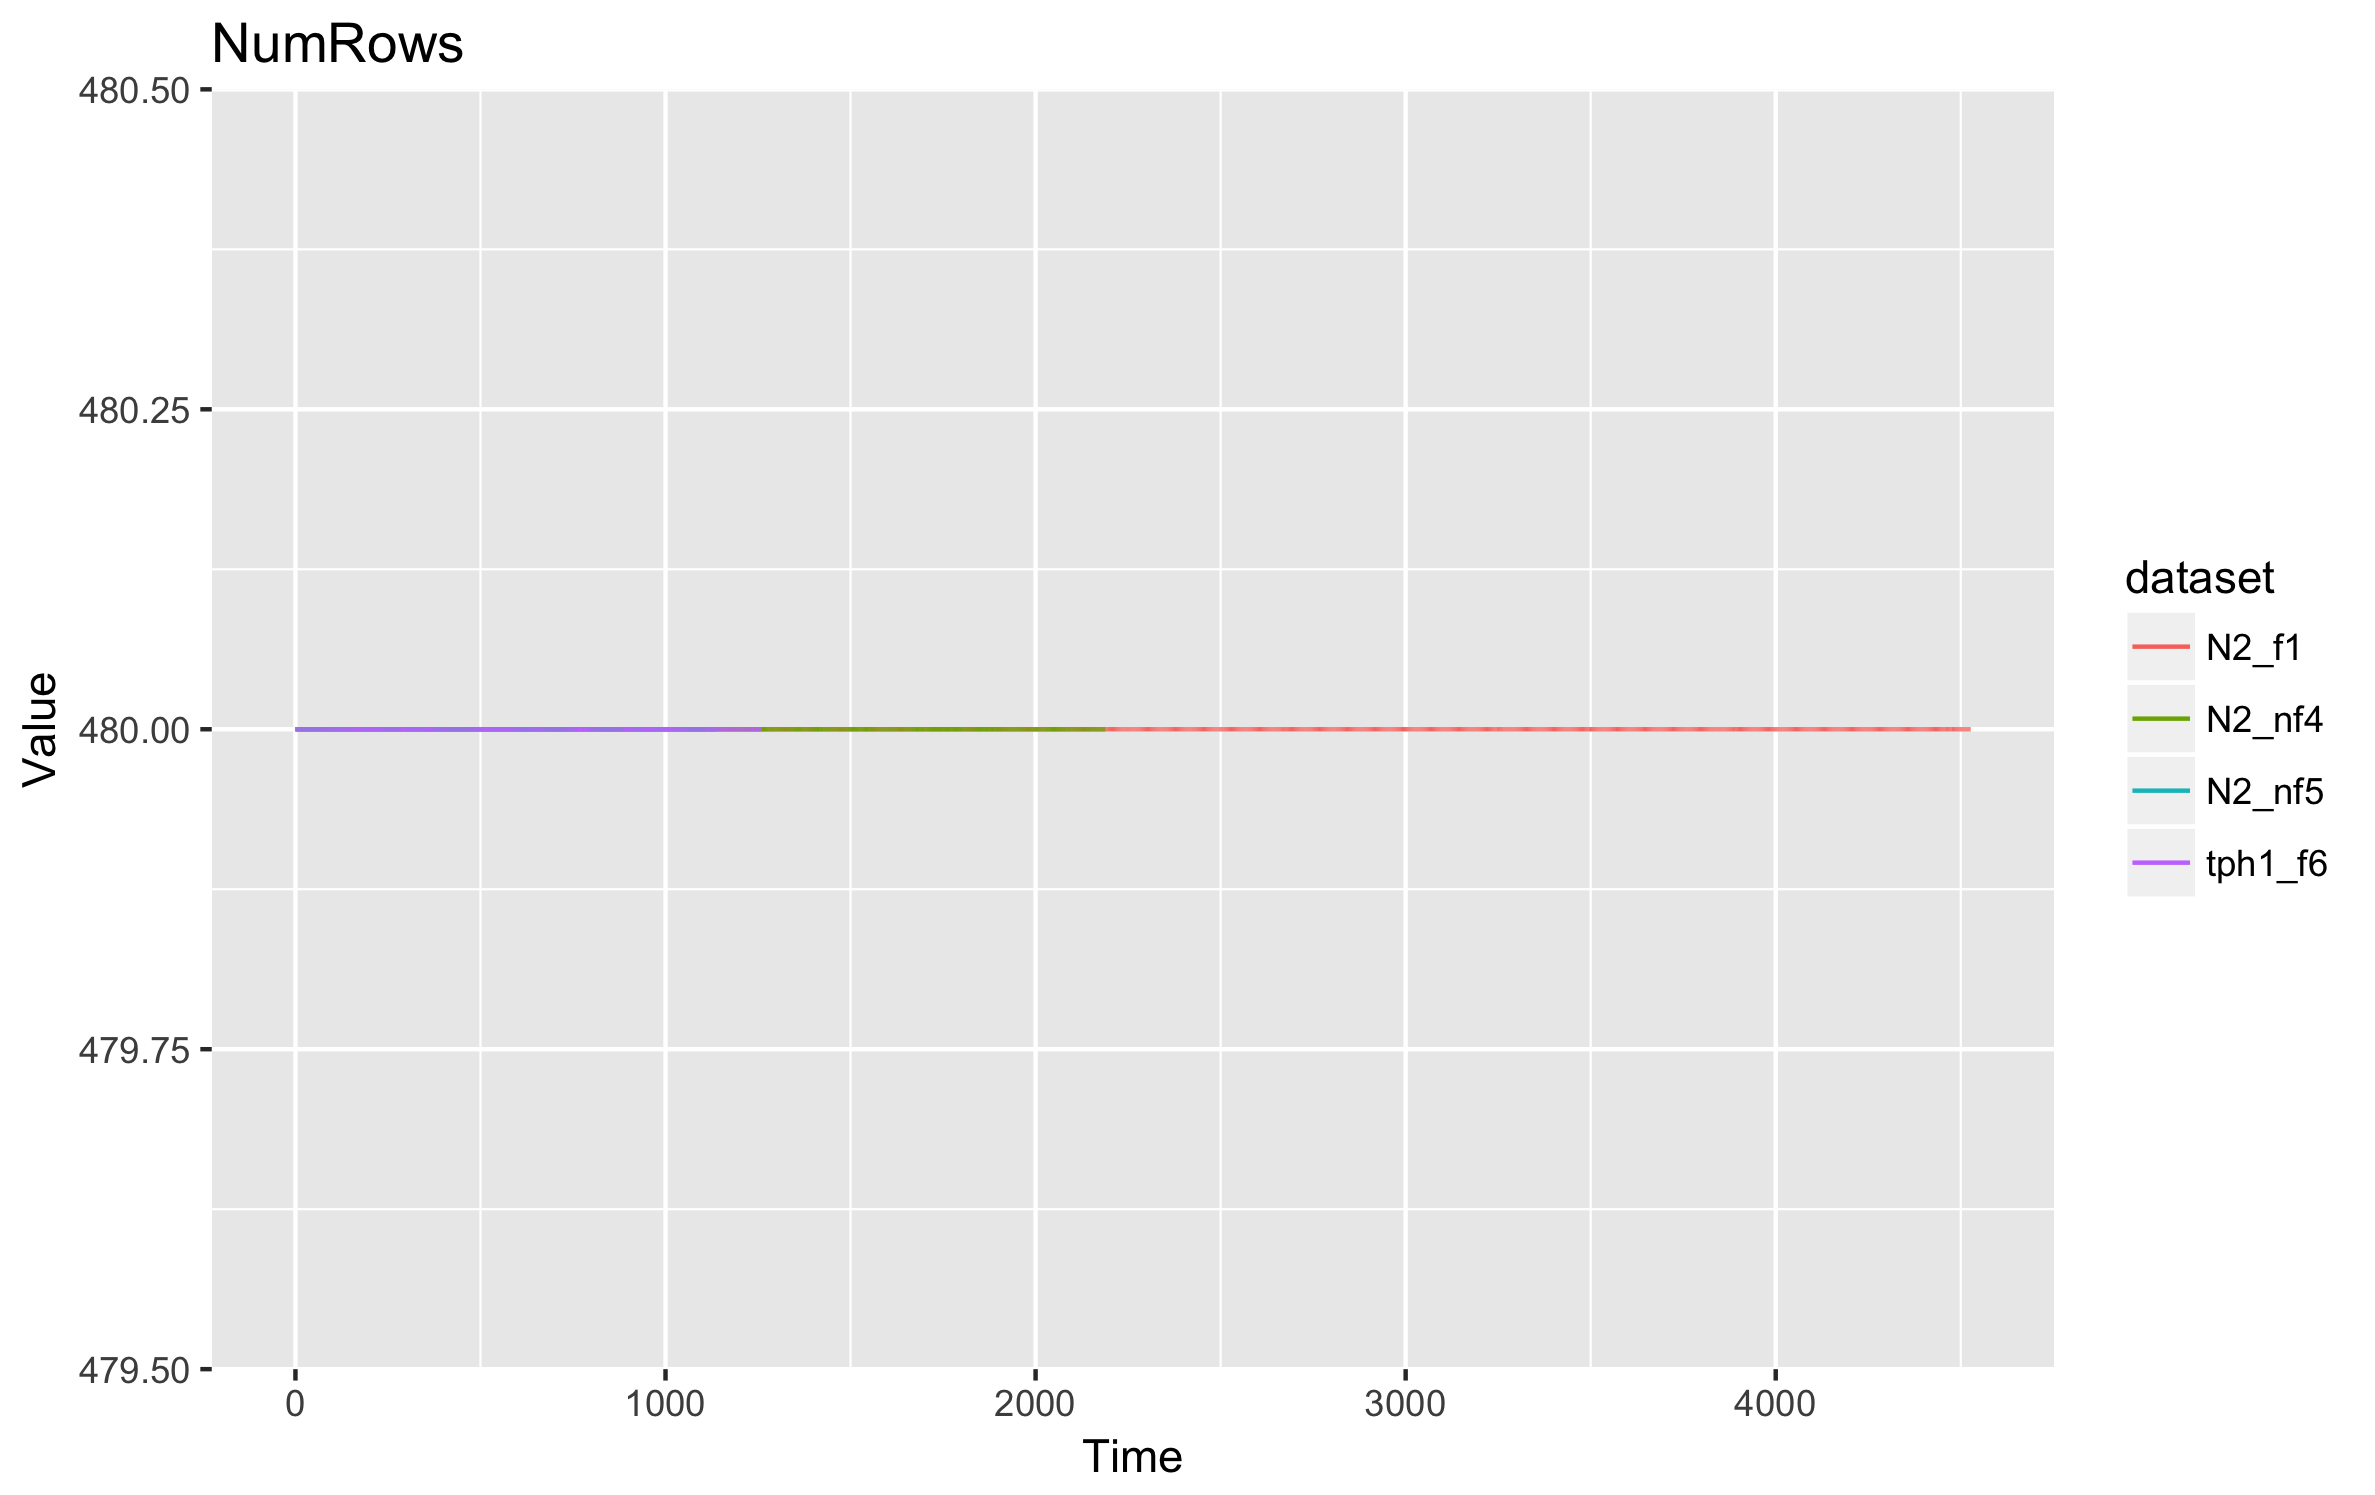 NumRows
480.50
480.25
480.00
479.75
479.50
Value
0 1000 2000 3000 4000
Time
dataset
N2_f1
N2_nf4
N2_nf5
tph1_f6